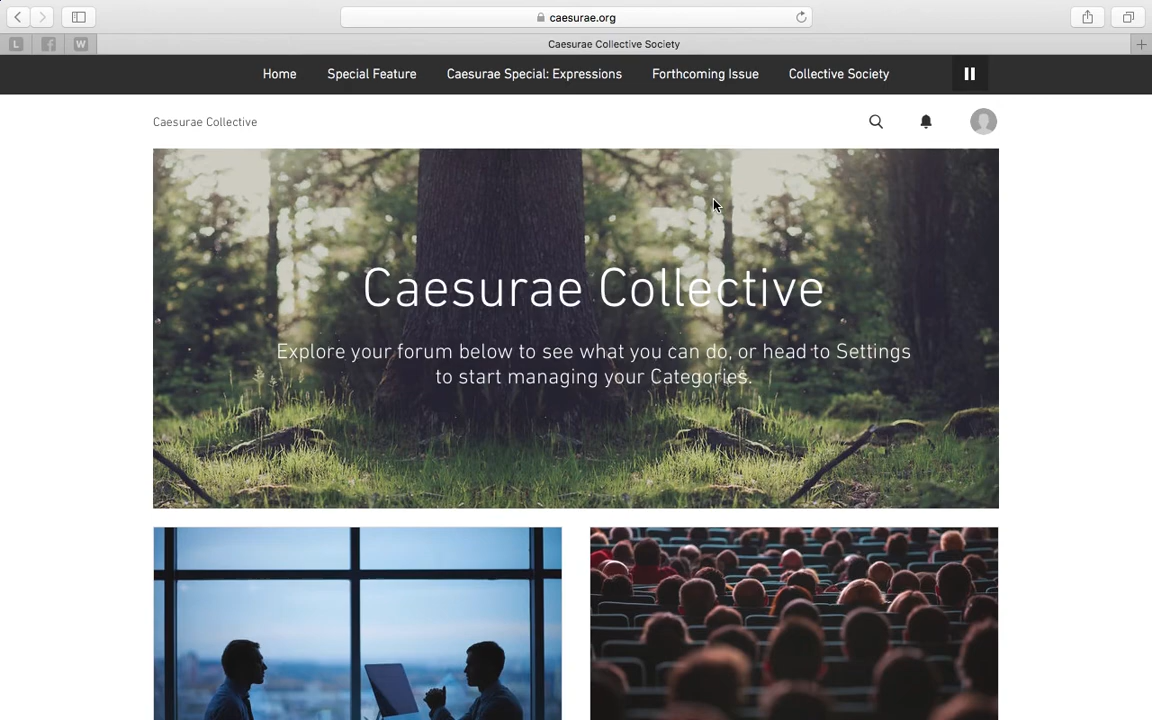 caesurae.org
L
f
W
Caesurae Collective Society
Home Special Feature Caesurae Special: Expressions Forthcoming Issue Collective Society
Caesurae Collective
Caesurae Collective
Explore your forum below to see what you can do, or head to Settings
to start managing your Categories.